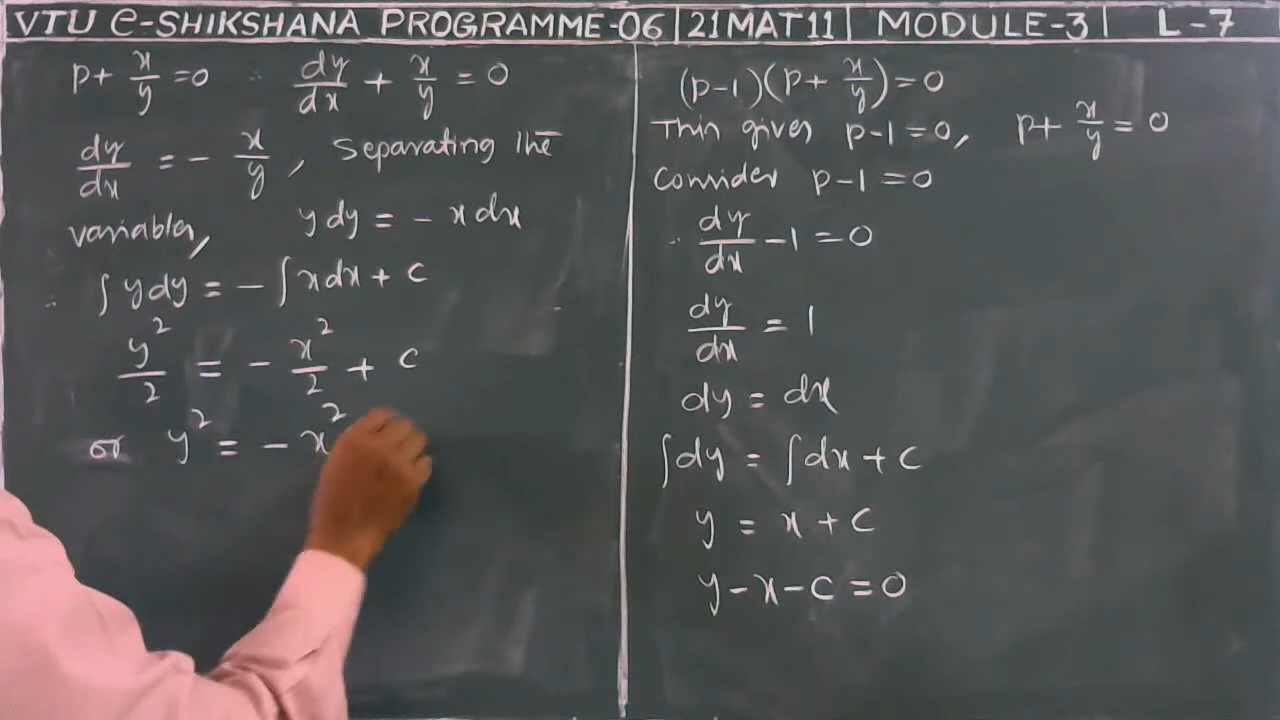 VTU e-SHIKSHANA PROGRAMME-06 | 21MAT11 | MODULE-3 | L-7
p + x/y = 0 ∴ dy/dx + x/y = 0
dy/dx = - x/y, Separating the
variables, y dy = - x dx
∴ ∫ y dy = - ∫ x dx + c
y²/2 = - x²/2 + c
or y² = - x²
(p-1)(p + x/y) = 0
This gives p-1=0, p + x/y = 0
Consider p-1=0
∴ dy/dx - 1 = 0
dy/dx = 1
dy = dx
∫dy = ∫dx + c
y = x + c
y - x - c = 0